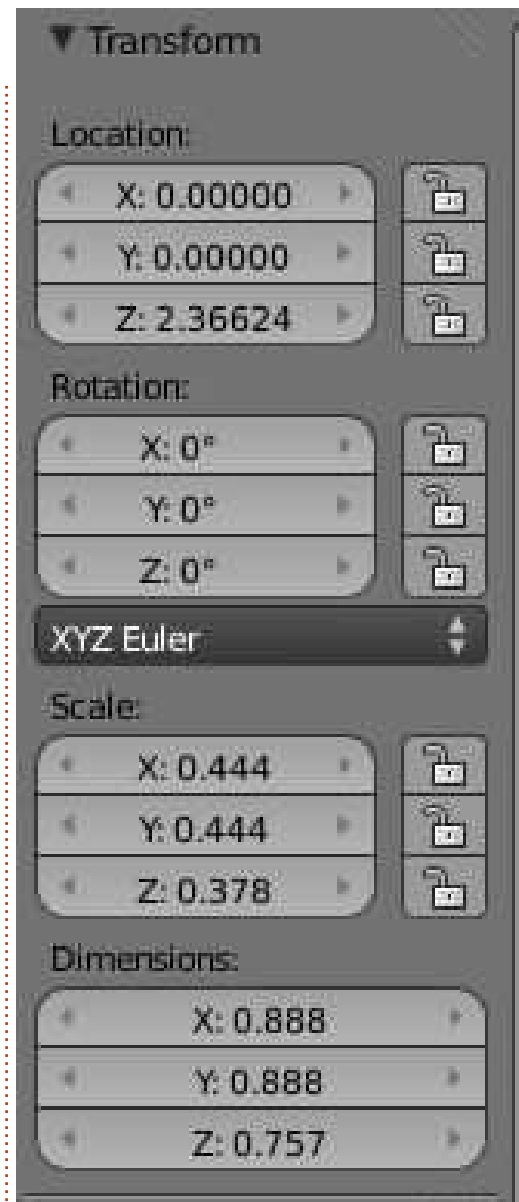 Transform
Location:
X: 0.00000
Y: 0.00000
Z: 2.36624
Rotation:
X: 0°
Y: 0°
Z: 0°
XYZ Euler
Scale:
X: 0.444
Y: 0.444
Z: 0.378
Dimensions:
X: 0.888
Y: 0.888
Z: 0.757